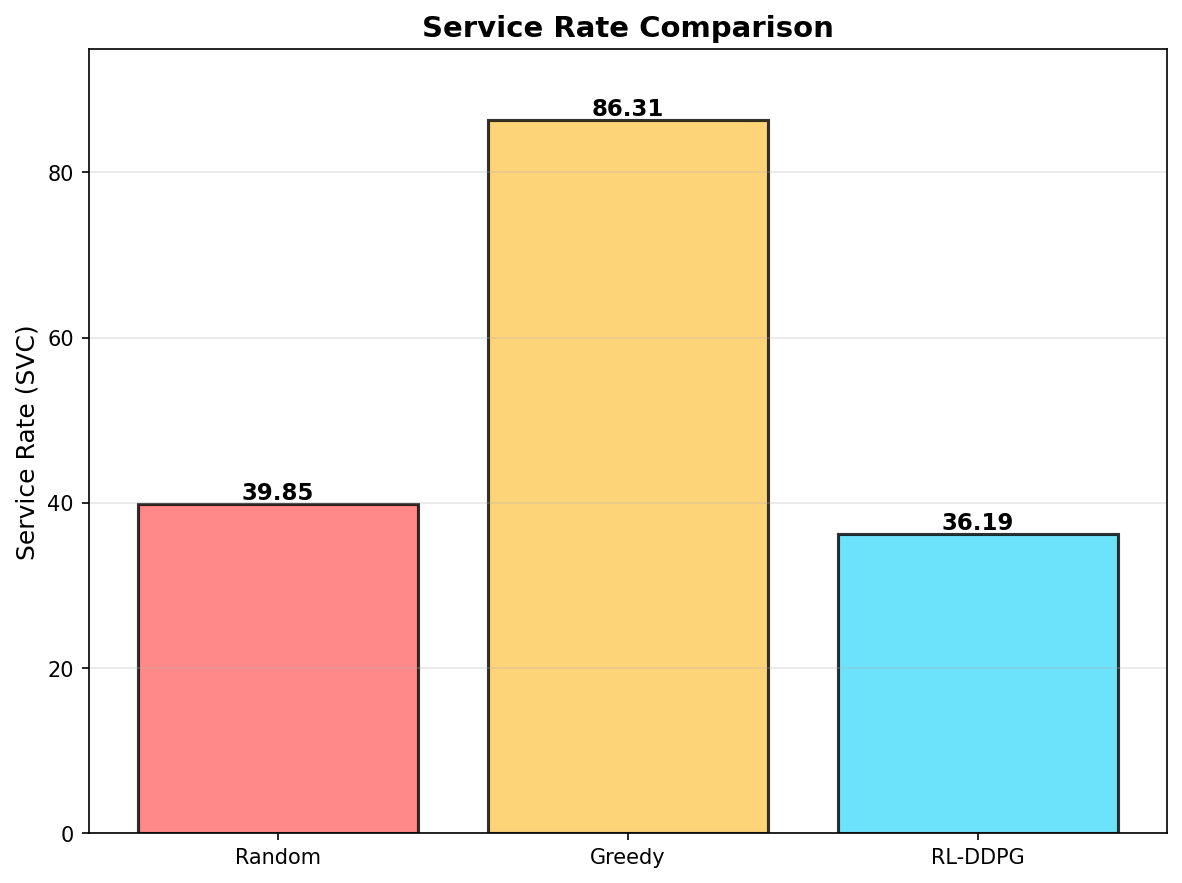 Service Rate Comparison
Service Rate (SVC)
80
60
40
20
0
86.31
39.85
36.19
Random
Greedy
RL-DDPG